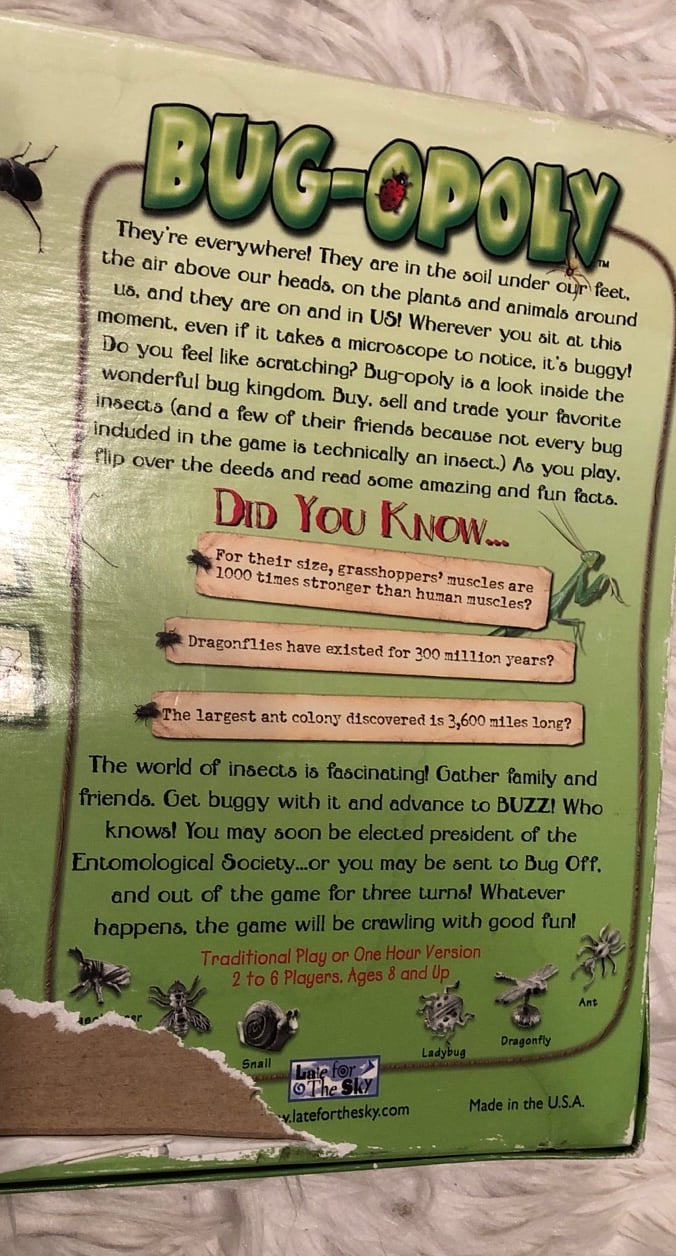 BUG-OPOLY™
They're everywhere! They are in the soil under our feet,
the air above our heads, on the plants and animals around
us, and they are on and in US! Wherever you sit at this
moment, even if it takes a microscope to notice, it's buggy!
Do you feel like scratching? Bug-opoly is a look inside the
wonderful bug kingdom. Buy, sell and trade your favorite
insects (and a few of their friends because not every bug
included in the game is technically an insect.) As you play,
flip over the deeds and read some amazing and fun facts.
DID YOU KNOW...
For their size, grasshoppers' muscles are
1000 times stronger than human muscles?
Dragonflies have existed for 300 million years?
The largest ant colony discovered is 3,600 miles long?
The world of insects is fascinating! Gather family and
friends. Get buggy with it and advance to BUZZ! Who
knows! You may soon be elected president of the
Entomological Society...or you may be sent to Bug Off,
and out of the game for three turns! Whatever
happens, the game will be crawling with good fun!
Traditional Play or One Hour Version
2 to 6 Players, Ages 8 and Up
Ant
Dragonfly
Ladybug
Snail
Late for The Sky
.lateforthesky.com
Made in the U.S.A.